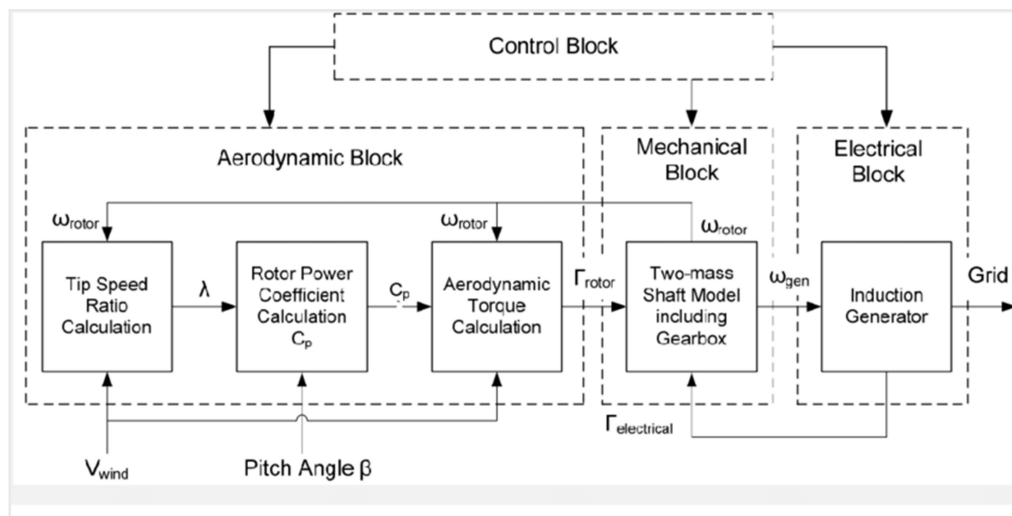 Control Block
Aerodynamic Block
Mechanical
Block
Electrical
Block
ωrotor
ωrotor
ωrotor
Tip Speed
Ratio
Calculation
λ
Rotor Power
Coefficient
Calculation
Cp
Cp
Aerodynamic
Torque
Calculation
Γrotor
Two-mass
Shaft Model
including
Gearbox
ωgen
Induction
Generator
Grid
Γelectrical
Vwind
Pitch Angle β